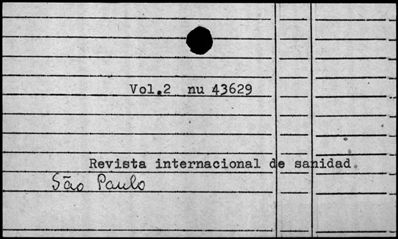 Vol.2 nu 43629
Revista internacional de sanidad
São Paulo